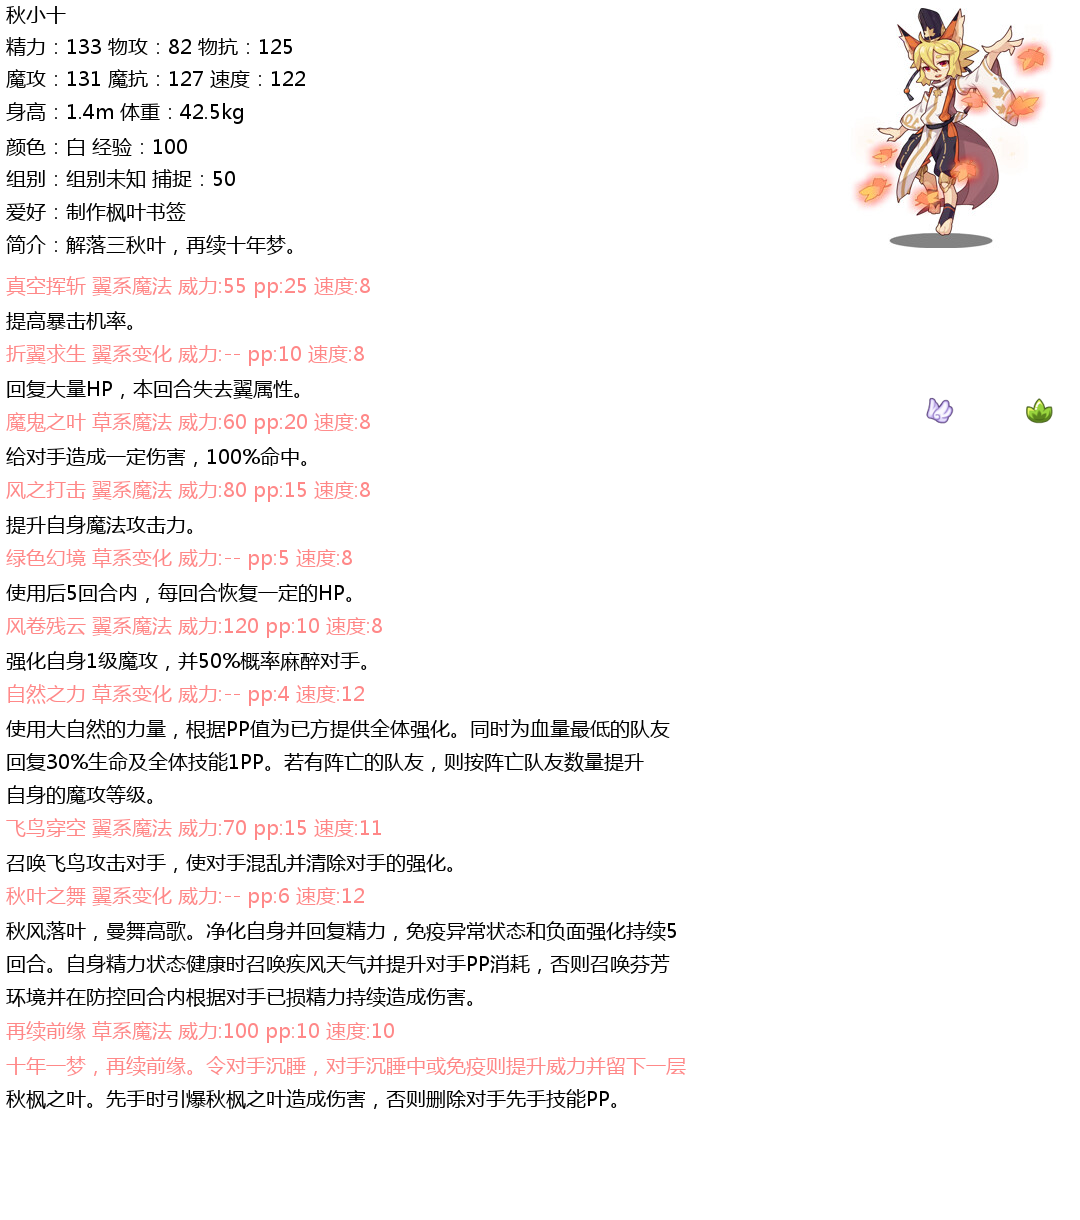 秋小十
精力：133 物攻：82 物抗：125
魔攻：131 魔抗：127 速度：122
身高：1.4m 体重：42.5kg
颜色：白 经验：100
组别：组别未知 捕捉：50
爱好：制作枫叶书签
简介：解落三秋叶，再续十年梦。
真空挥斩 翼系魔法 威力:55 pp:25 速度:8
提高暴击机率。
折翼求生 翼系变化 威力:-- pp:10 速度:8
回复大量HP，本回合失去翼属性。
魔鬼之叶 草系魔法 威力:60 pp:20 速度:8
给对手造成一定伤害，100%命中。
风之打击 翼系魔法 威力:80 pp:15 速度:8
提升自身魔法攻击力。
绿色幻境 草系变化 威力:-- pp:5 速度:8
使用后5回合内，每回合恢复一定的HP。
风卷残云 翼系魔法 威力:120 pp:10 速度:8
强化自身1级魔攻，并50%概率麻醉对手。
自然之力 草系变化 威力:-- pp:4 速度:12
使用大自然的力量，根据PP值为已方提供全体强化。同时为血量最低的队友
回复30%生命及全体技能1PP。若有阵亡的队友，则按阵亡队友数量提升
自身的魔攻等级。
飞鸟穿空 翼系魔法 威力:70 pp:15 速度:11
召唤飞鸟攻击对手，使对手混乱并清除对手的强化。
秋叶之舞 翼系变化 威力:-- pp:6 速度:12
秋风落叶，曼舞高歌。净化自身并回复精力，免疫异常状态和负面强化持续5
回合。自身精力状态健康时召唤疾风天气并提升对手PP消耗，否则召唤芬芳
环境并在防控回合内根据对手已损精力持续造成伤害。
再续前缘 草系魔法 威力:100 pp:10 速度:10
十年一梦，再续前缘。令对手沉睡，对手沉睡中或免疫则提升威力并留下一层
秋枫之叶。先手时引爆秋枫之叶造成伤害，否则删除对手先手技能PP。